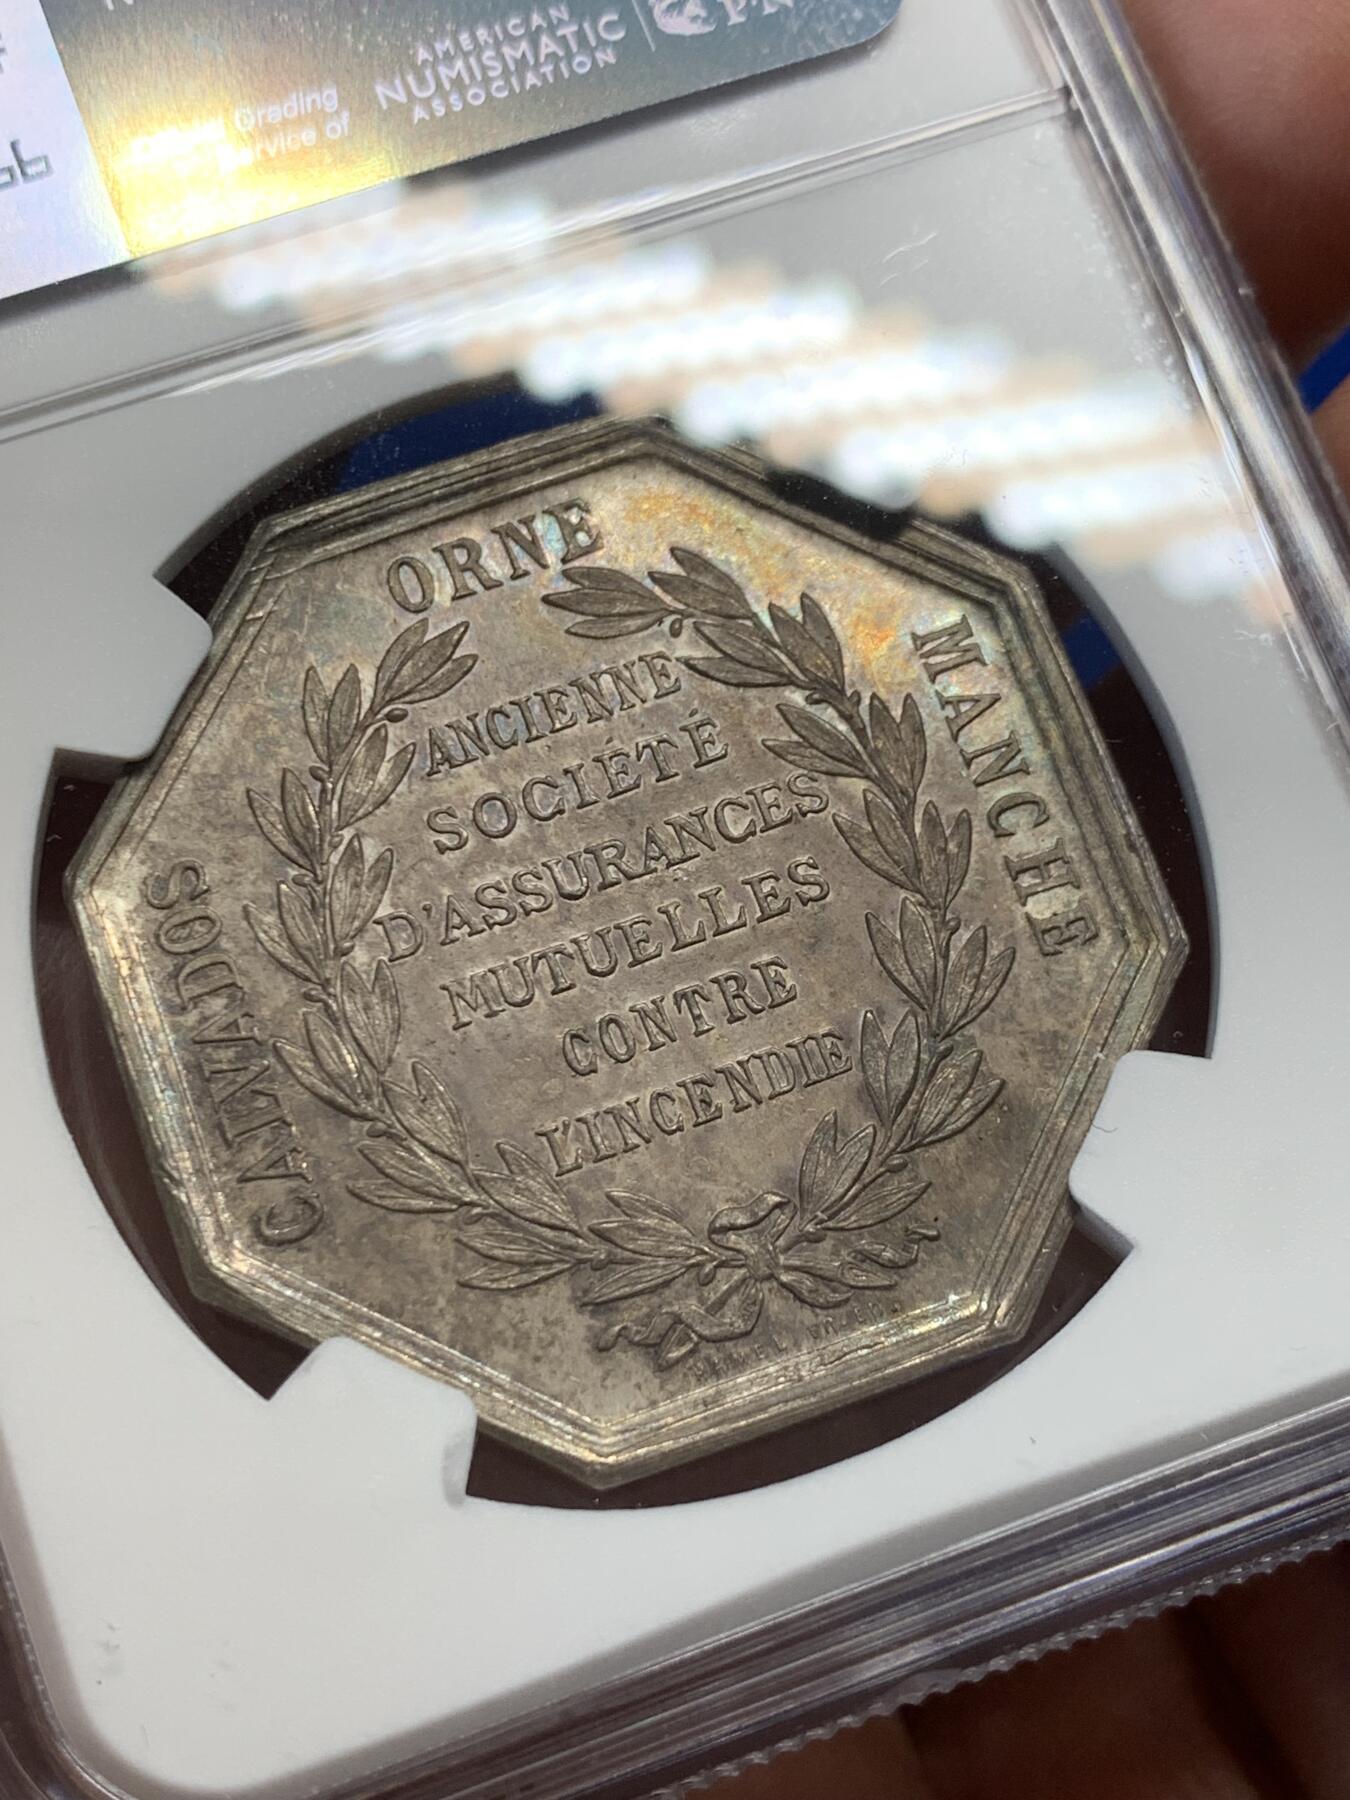 AMERICAN
NUMISMATIC
ASSOCIATION
Grading
Service of
ORNE
MANCHE
CALVADOS
ANCIENNE
SOCIÉTÉ
D'ASSURANCES
MUTUELLES
CONTRE
L'INCENDIE